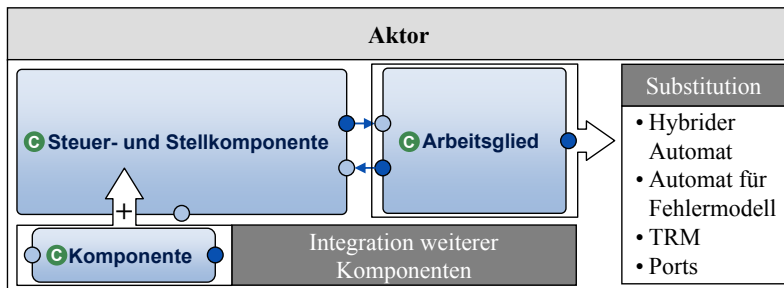 Aktor
C Steuer- und Stellkomponente
C Arbeitsglied
Substitution
• Hybrider
Automat
• Automat für
Fehlermodell
• TRM
• Ports
+
C Komponente
Integration weiterer
Komponenten